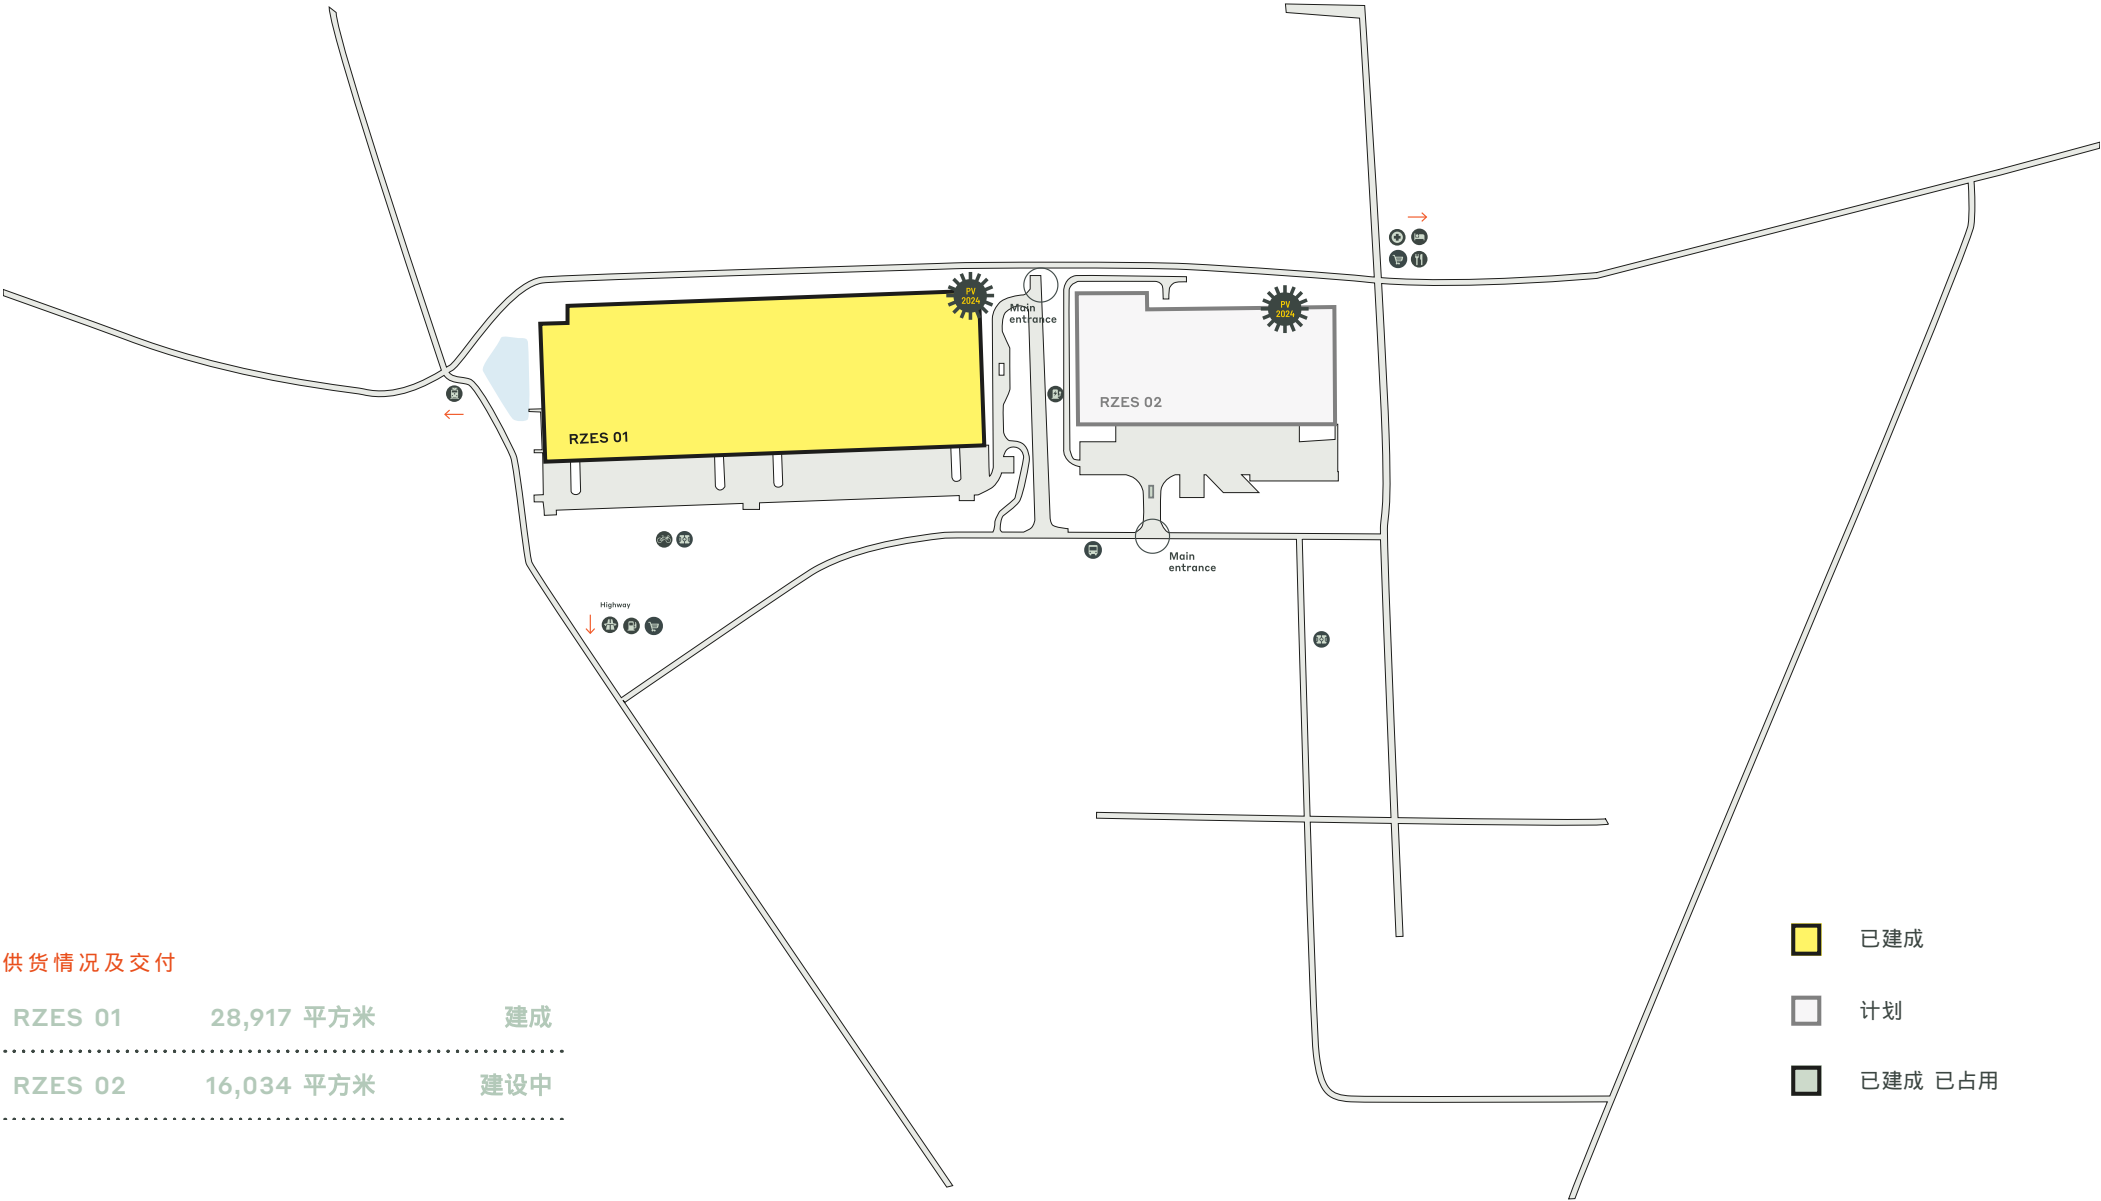 PV
2024
Main
entrance
PV
2024
RZES 02
RZES 01
Main
entrance
Highway
已建成
供货情况及交付
计划
RZES 01 28,917 平方米 建成
RZES 02 16,034 平方米 建设中
已建成 已占用